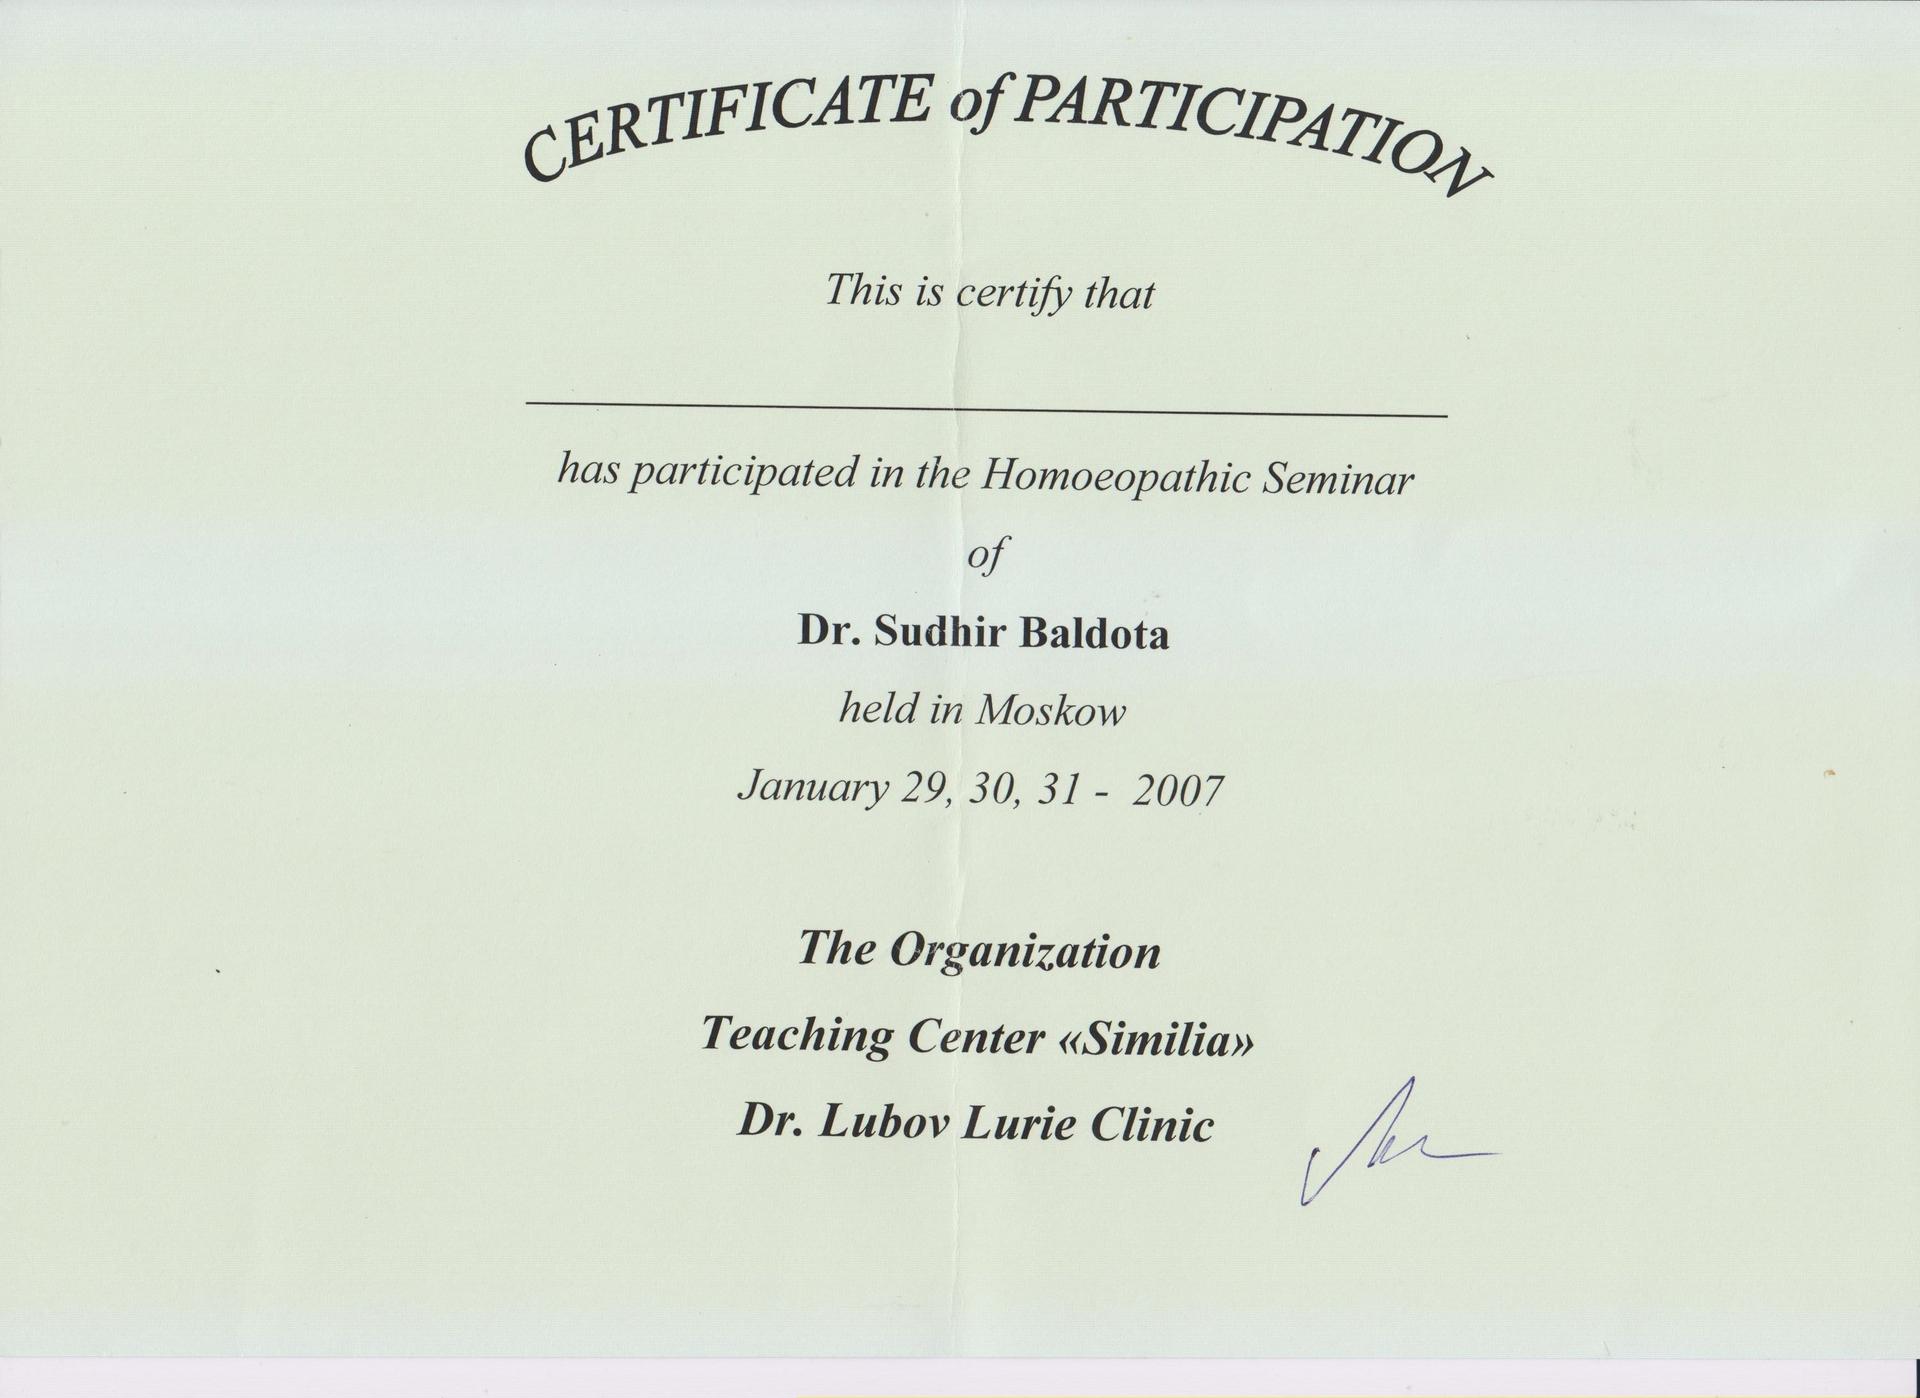 CERTIFICATE of PARTICIPATION
This is certify that
has participated in the Homoeopathic Seminar
of
Dr. Sudhir Baldota
held in Moskow
January 29, 30, 31 - 2007
The Organization
Teaching Center «Similia»
Dr. Lubov Lurie Clinic